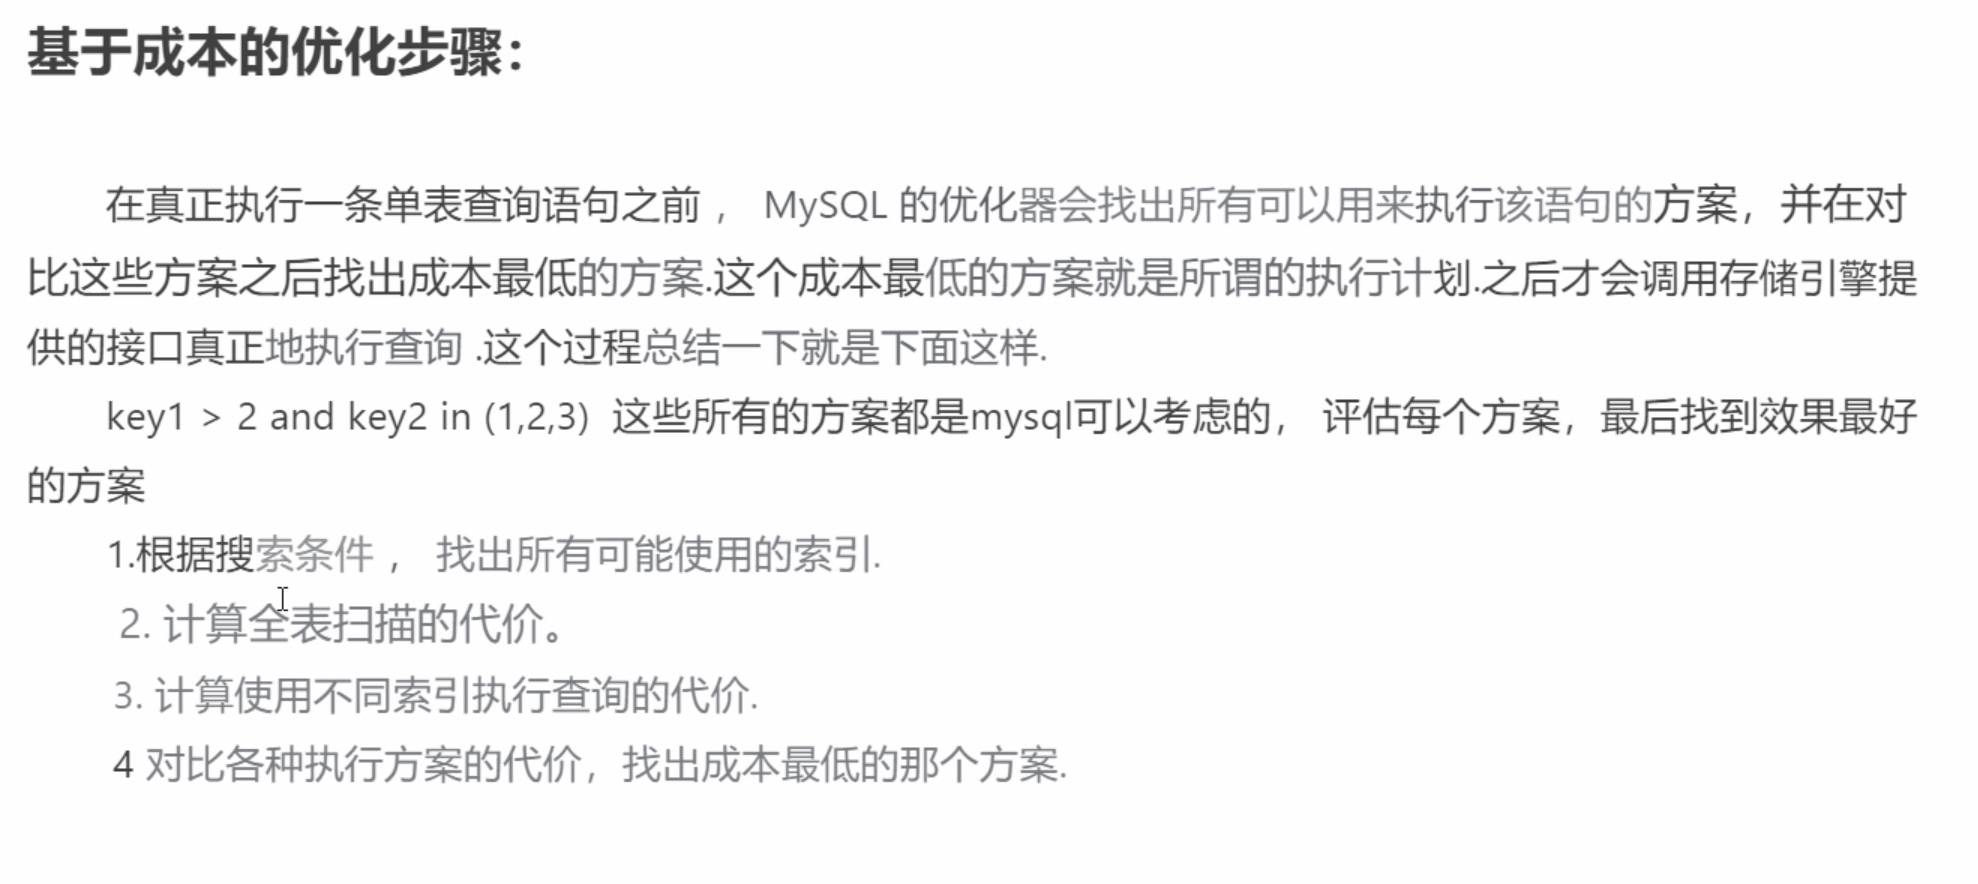 基于成本的优化步骤：
在真正执行一条单表查询语句之前， MySQL 的优化器会找出所有可以用来执行该语句的方案，并在对
比这些方案之后找出成本最低的方案.这个成本最低的方案就是所谓的执行计划.之后才会调用存储引擎提
供的接口真正地执行查询 .这个过程总结一下就是下面这样.
key1 > 2 and key2 in (1,2,3) 这些所有的方案都是mysql可以考虑的， 评估每个方案，最后找到效果最好
的方案
1.根据搜索条件， 找出所有可能使用的索引.
2. 计算全表扫描的代价。
3. 计算使用不同索引执行查询的代价.
4 对比各种执行方案的代价，找出成本最低的那个方案.